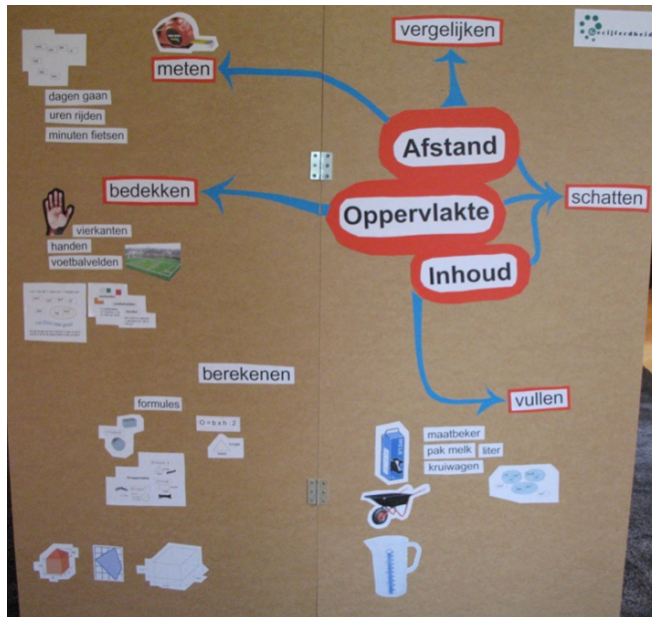 vergelijken
Gecijferdheid
meten
dagen gaan
uren rijden
minuten fietsen
Afstand
bedekken
schatten
Oppervlakte
vierkanten
handen
voetbalvelden
Inhoud
berekenen
vullen
formules
O = b x h : 2
maatbeker
pak melk
liter
kruiwagen